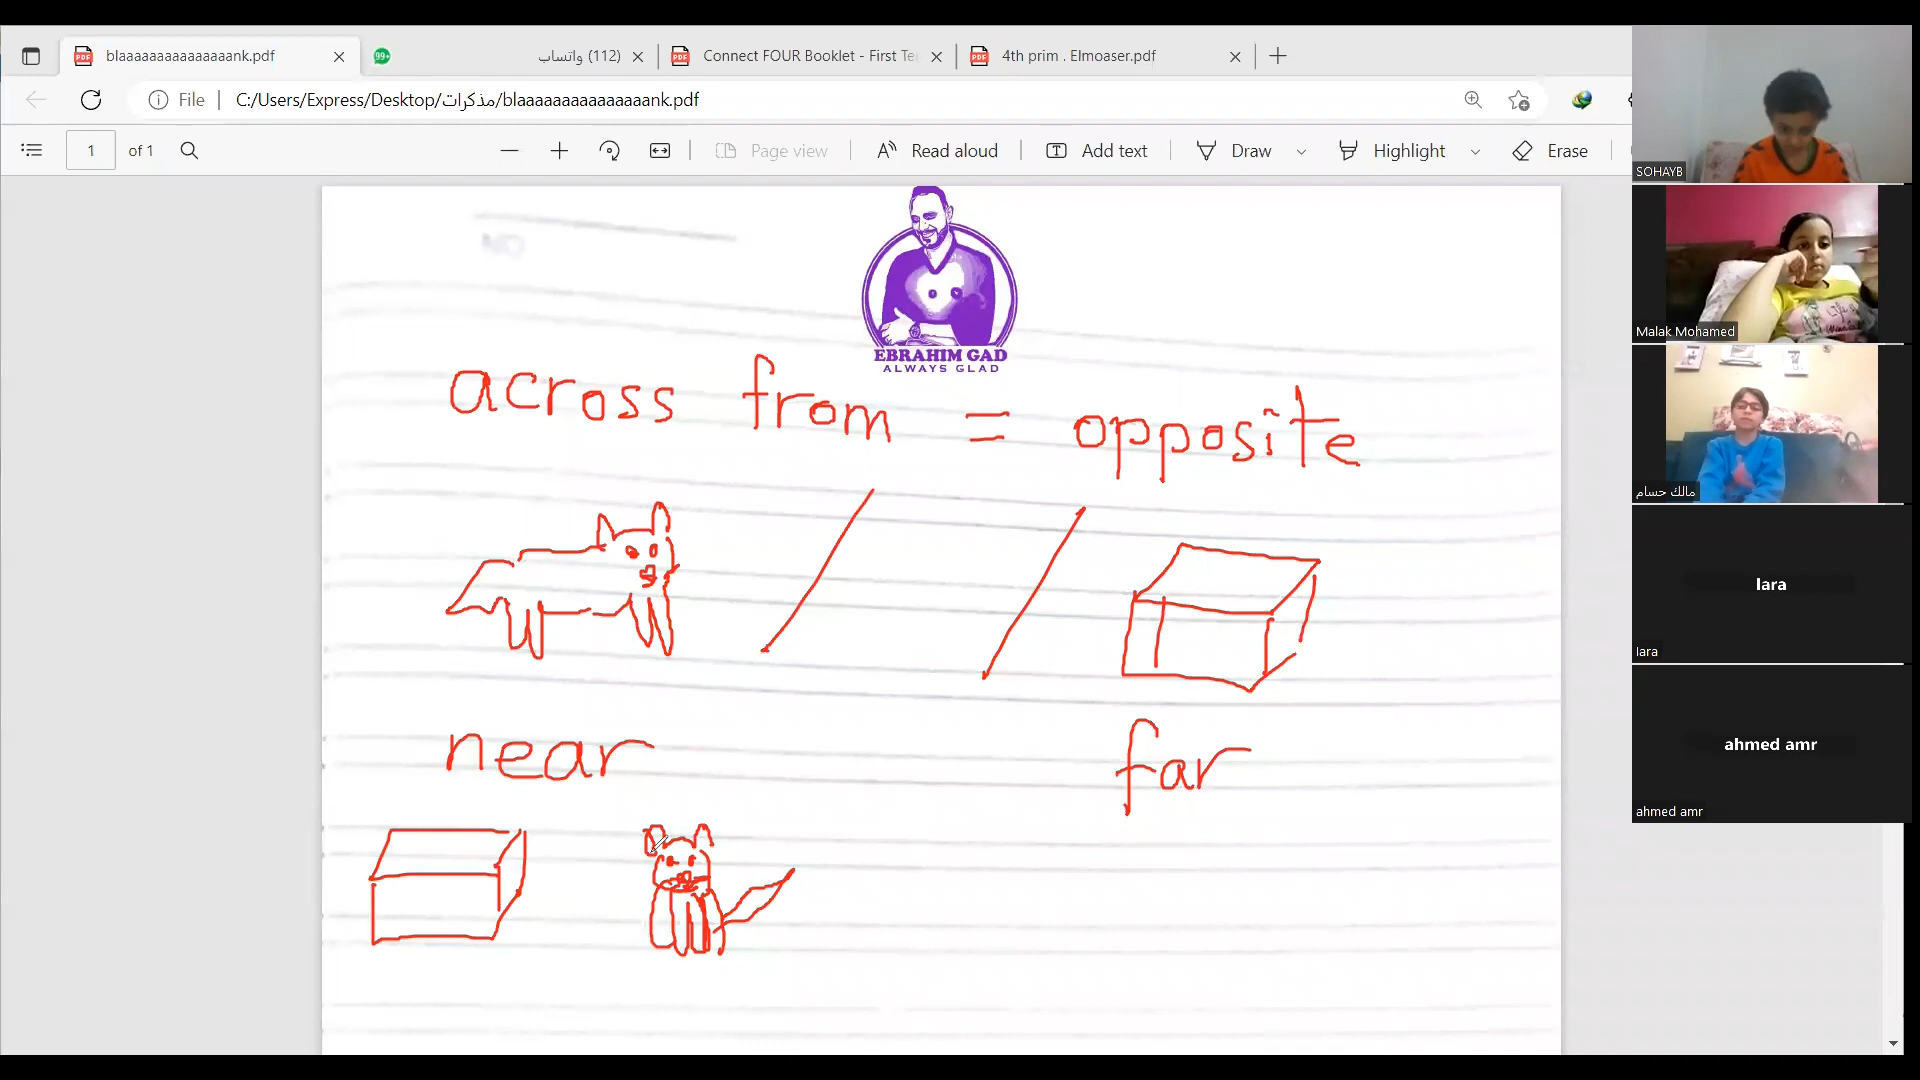 blaaaaaaaaaaaaaaank.pdf
99+
واتساب (112)
Connect FOUR Booklet - First Te
4th prim . Elmoaser.pdf
File
C:/Users/Express/Desktop/مذكرات/blaaaaaaaaaaaaaaank.pdf
1 of 1
Page view
Read aloud
Add text
Draw
Highlight
Erase
EBRAHIM GAD
ALWAYS GLAD
across from = opposite
near
far
SOHAYB
Malak Mohamed
مالك حسام
lara
lara
ahmed amr
ahmed amr